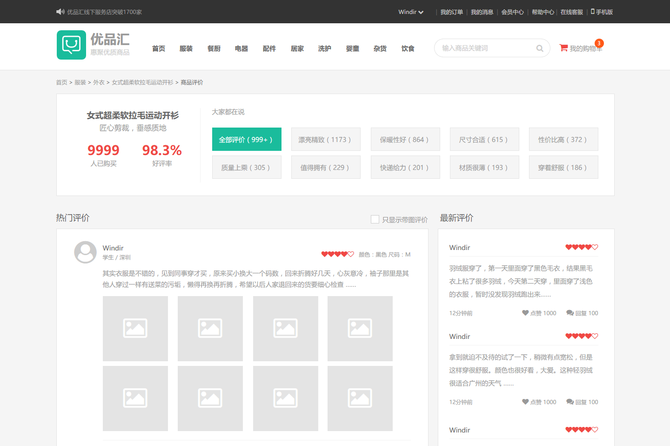 优品汇线下服务店突破1700家
Windir
我的订单 我的消息 会员中心 帮助中心 在线客服 手机版
优品汇
惠聚优质商品
首页 服装 餐厨 电器 配件 居家 洗护 婴童 杂货 饮食
输入商品关键词
我的购物车
3
首页 > 服装 > 外衣 > 女式超柔软拉毛运动开衫 > 商品评价
女式超柔软拉毛运动开衫
匠心剪裁，垂感质地
9999
人已购买
98.3%
好评率
大家都在说
全部评价（999+）
漂亮精致（1173）
保暖性好（864）
尺寸合适（615）
性价比高（372）
质量上乘（305）
值得拥有（229）
快递给力（201）
材质很薄（193）
穿着舒服（186）
热门评价
只显示带图评价
Windir
学生 / 深圳
颜色：黑色 尺码：M
其实衣服是不错的，见到同事穿才买，原来买小换大一个码数，回来折腾好几天，心灰意冷，袖子那里是其
他人穿过一样有送菜的污垢，懒得再换再折腾，希望以后人家退回来的货要细心检查 ......
最新评价
Windir
羽绒服穿了，第一天里面穿了黑色毛衣，结果黑毛
衣上粘了很多羽绒，今天第二天穿，里面穿了浅色
的衣服，暂时没发现羽绒跑出来......
12分钟前
点赞 1000
回复 100
Windir
拿到就迫不及待的试了一下，稍微有点宽松，但是
这样穿很舒服。颜色也很好看，大爱。这种轻羽绒
很适合广州的天气 ......
12分钟前
点赞 1000
回复 100
Windir